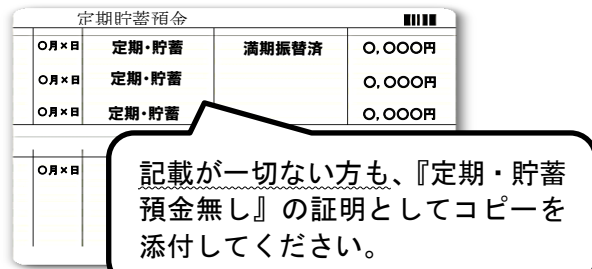 定期貯蓄預金
○月×日 定期・貯蓄 満期振替済 ○,○○○円
○月×日 定期・貯蓄 ○,○○○円
○月×日 定期・貯蓄 ○,○○○円
○月×日
記載が一切ない方も、『定期・貯蓄
預金無し』の証明としてコピーを
添付してください。